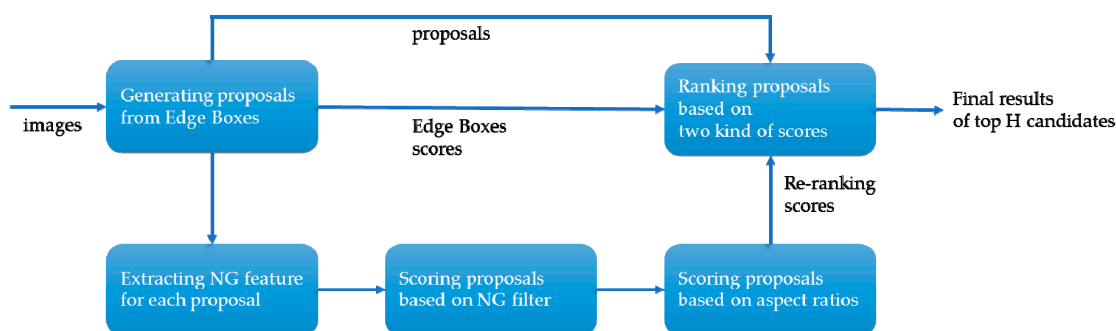 proposals
Generating proposals
from Edge Boxes
Ranking proposals
based on
two kind of scores
images
Edge Boxes
scores
Final results
of top H candidates
Re-ranking
scores
Extracting NG feature
for each proposal
Scoring proposals
based on NG filter
Scoring proposals
based on aspect ratios